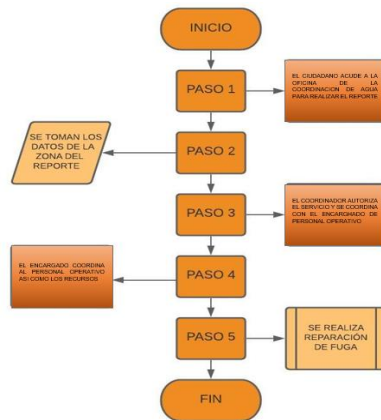 INICIO
PASO 1
EL CIUDADANO ACUDE A LA
OFICINA DE LA
COORDINACION DE AGUA
PARA REALIZAR EL REPORTE
SE TOMAN LOS
DATOS DE LA
ZONA DEL
REPORTE
PASO 2
PASO 3
EL COORDINADOR AUTORIZA
EL SERVICIO Y SE COORDINA
CON EL ENCARGHADO DE
PERSONAL OPERATIVO
EL ENCARGADO COORDINA
AL PERSONAL OPERATIVO
ASI COMO LOS RECURSOS
PASO 4
PASO 5
SE REALIZA
REPARACIÓN
DE FUGA
FIN